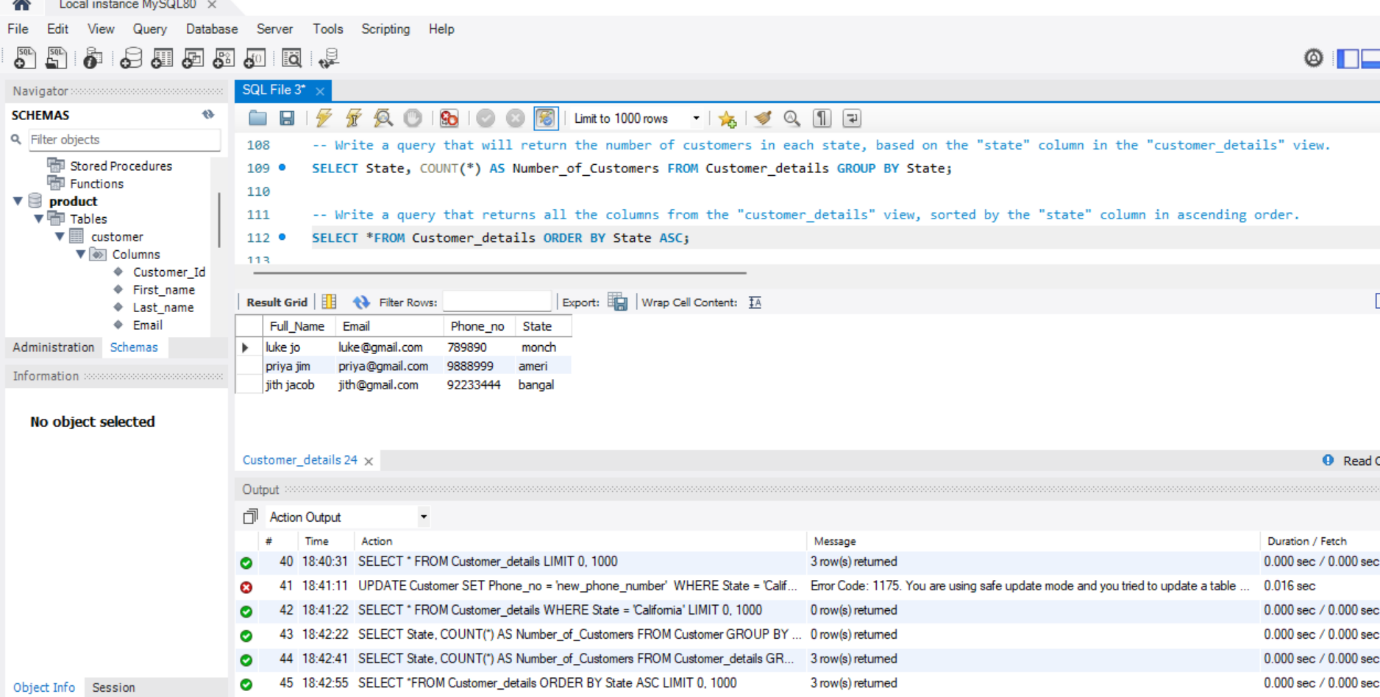 Local instance MySQL80 ×
File Edit View Query Database Server Tools Scripting Help
Navigator
SCHEMAS
Filter objects
Stored Procedures
Functions
product
Tables
customer
Columns
Customer_Id
First_name
Last_name
Email
Administration Schemas
Information
No object selected
Object Info Session
SQL File 3* ×
Limit to 1000 rows
108 -- Write a query that will return the number of customers in each state, based on the "state" column in the "customer_details" view.
109 SELECT State, COUNT(*) AS Number_of_Customers FROM Customer_details GROUP BY State;
110
111 -- Write a query that returns all the columns from the "customer_details" view, sorted by the "state" column in ascending order.
112 SELECT *FROM Customer_details ORDER BY State ASC;
113
Result Grid Filter Rows: Export: Wrap Cell Content:
Full_Name Email Phone_no State
luke jo luke@gmail.com 789890 monch
priya jim priya@gmail.com 9888999 ameri
jith jacob jith@gmail.com 92233444 bangal
Customer_details 24 ×
Read
Output
Action Output
# Time Action Message Duration / Fetch
40 18:40:31 SELECT * FROM Customer_details LIMIT 0, 1000 3 row(s) returned 0.000 sec / 0.000 sec
41 18:41:11 UPDATE Customer SET Phone_no = 'new_phone_number' WHERE State = 'Calif... Error Code: 1175. You are using safe update mode and you tried to update a table ... 0.016 sec
42 18:41:22 SELECT * FROM Customer_details WHERE State = 'California' LIMIT 0, 1000 0 row(s) returned 0.000 sec / 0.000 sec
43 18:42:22 SELECT State, COUNT(*) AS Number_of_Customers FROM Customer GROUP BY ... 0 row(s) returned 0.000 sec / 0.000 sec
44 18:42:41 SELECT State, COUNT(*) AS Number_of_Customers FROM Customer_details GR... 3 row(s) returned 0.000 sec / 0.000 sec
45 18:42:55 SELECT *FROM Customer_details ORDER BY State ASC LIMIT 0, 1000 3 row(s) returned 0.000 sec / 0.000 sec